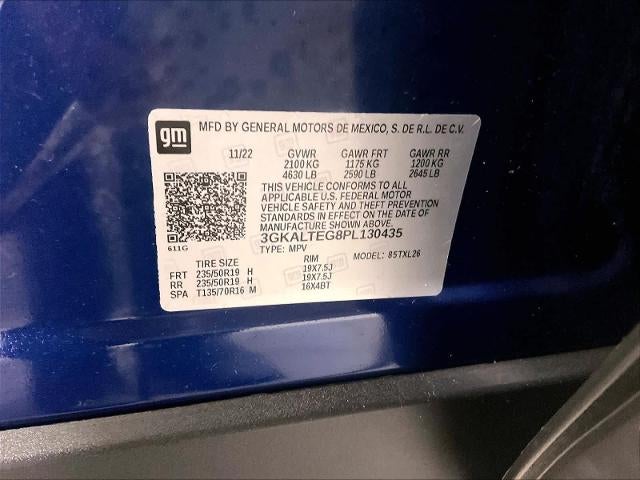 gm
MFD BY GENERAL MOTORS DE MEXICO, S. DE R.L. DE C.V.
11/22 GVWR GAWR FRT GAWR RR
2100 KG 1175 KG 1200 KG
4630 LB 2590 LB 2645 LB
THIS VEHICLE CONFORMS TO ALL
APPLICABLE U.S. FEDERAL MOTOR
VEHICLE SAFETY AND THEFT PREVENTION
STANDARDS IN EFFECT ON THE DATE OF
MANUFACTURE SHOWN ABOVE.
3GKALTEG8PL130435
611G
TYPE: MPV MODEL: 85TXL26
TIRE SIZE RIM
FRT 235/50R19 H 19X7.5J
RR 235/50R19 H 19X7.5J
SPA T135/70R16 M 16X4BT